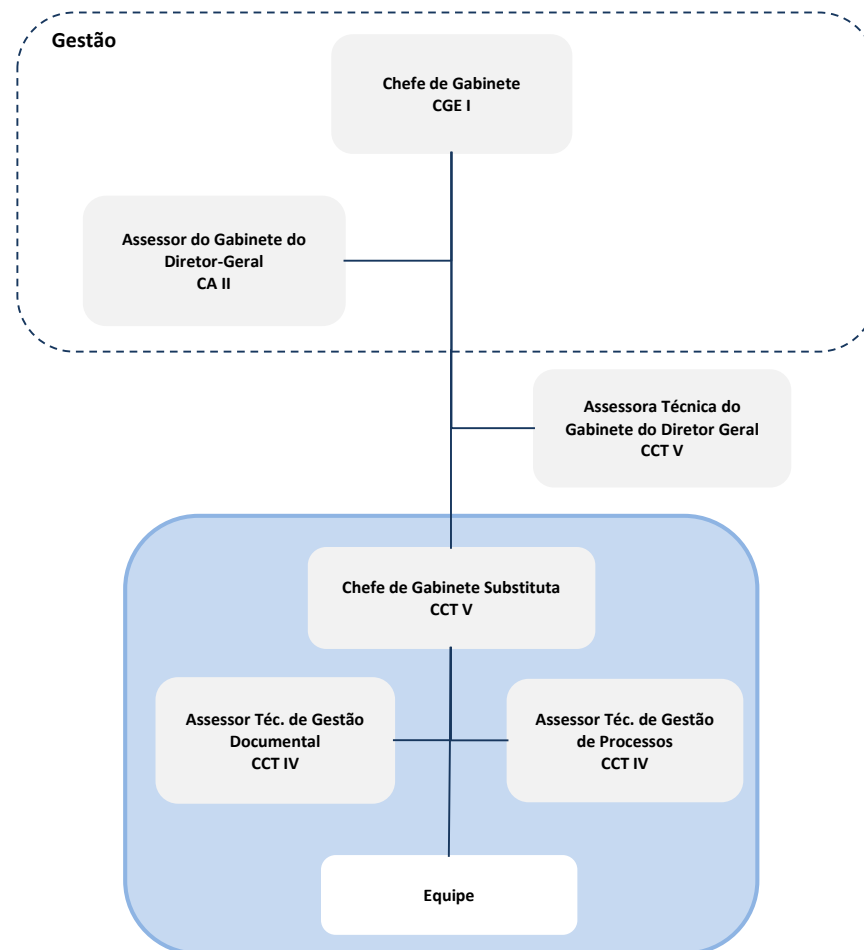 Gestão
Chefe de Gabinete
CGE I
Assessor do Gabinete do
Diretor-Geral
CA II
Assessora Técnica do
Gabinete do Diretor Geral
CCT V
Chefe de Gabinete Substituta
CCT V
Assessor Téc. de Gestão
Documental
CCT IV
Assessor Téc. de Gestão
de Processos
CCT IV
Equipe